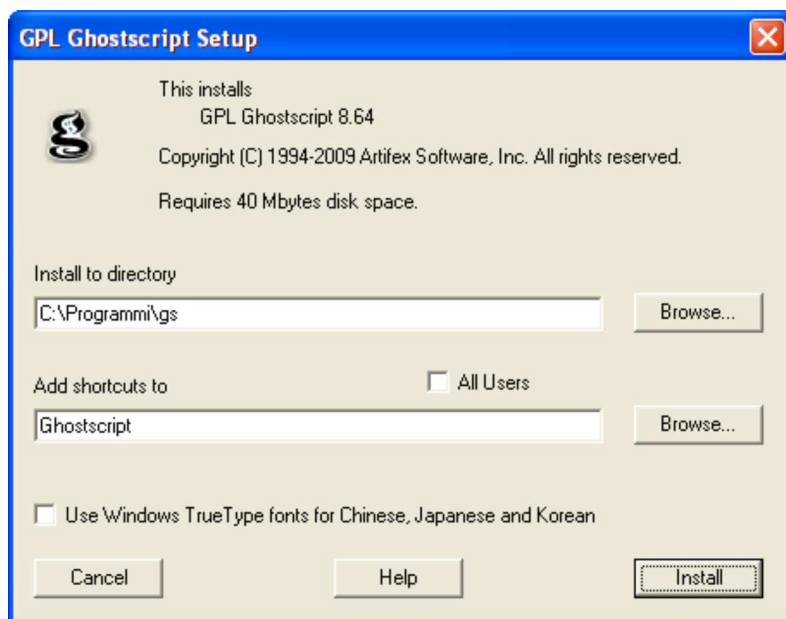 GPL Ghostscript Setup
This installs
GPL Ghostscript 8.64
Copyright (C) 1994-2009 Artifex Software, Inc. All rights reserved.
Requires 40 Mbytes disk space.
Install to directory
C:\Programmi\gs
Browse...
Add shortcuts to
All Users
Ghostscript
Browse...
Use Windows TrueType fonts for Chinese, Japanese and Korean
Cancel
Help
Install